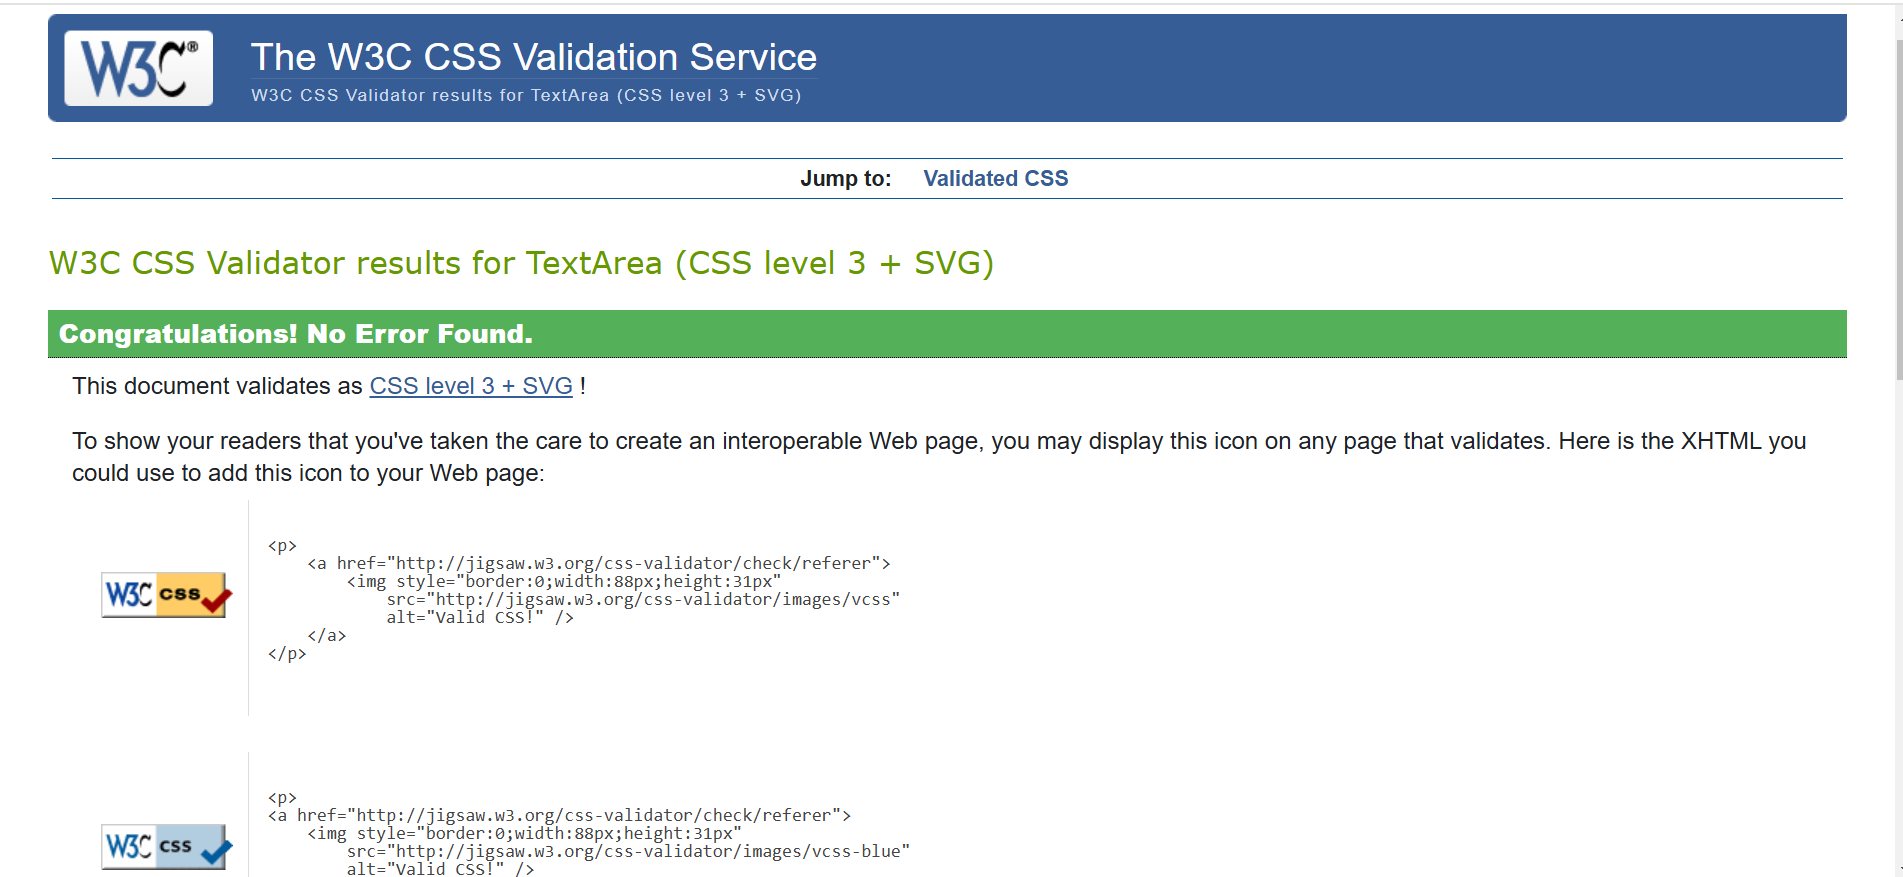 W3C®
The W3C CSS Validation Service
W3C CSS Validator results for TextArea (CSS level 3 + SVG)
Jump to: Validated CSS
W3C CSS Validator results for TextArea (CSS level 3 + SVG)
Congratulations! No Error Found.
This document validates as CSS level 3 + SVG !
To show your readers that you've taken the care to create an interoperable Web page, you may display this icon on any page that validates. Here is the XHTML you
could use to add this icon to your Web page:
W3C css
<p>
<a href="http://jigsaw.w3.org/css-validator/check/referer">
<img style="border:0;width:88px;height:31px"
src="http://jigsaw.w3.org/css-validator/images/vcss"
alt="Valid CSS!" />
</a>
</p>
W3C css
<p>
<a href="http://jigsaw.w3.org/css-validator/check/referer">
<img style="border:0;width:88px;height:31px"
src="http://jigsaw.w3.org/css-validator/images/vcss-blue"
alt="Valid CSS!" />